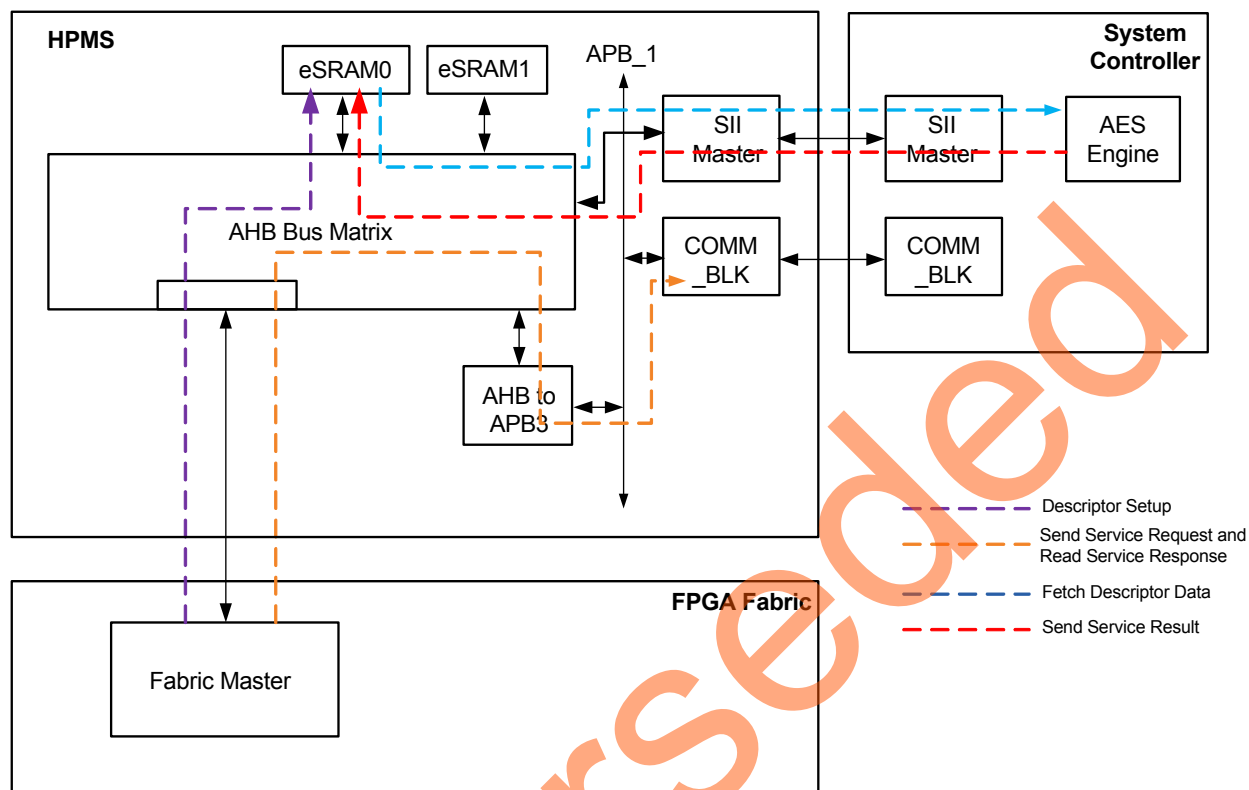 HPMS
eSRAM0
eSRAM1
APB_1
System
Controller
SII
Master
SII
Master
AES
Engine
AHB Bus Matrix
COMM
_BLK
COMM
_BLK
AHB to
APB3
Descriptor Setup
Send Service Request and
Read Service Response
Fetch Descriptor Data
Send Service Result
FPGA Fabric
Fabric Master
rseded